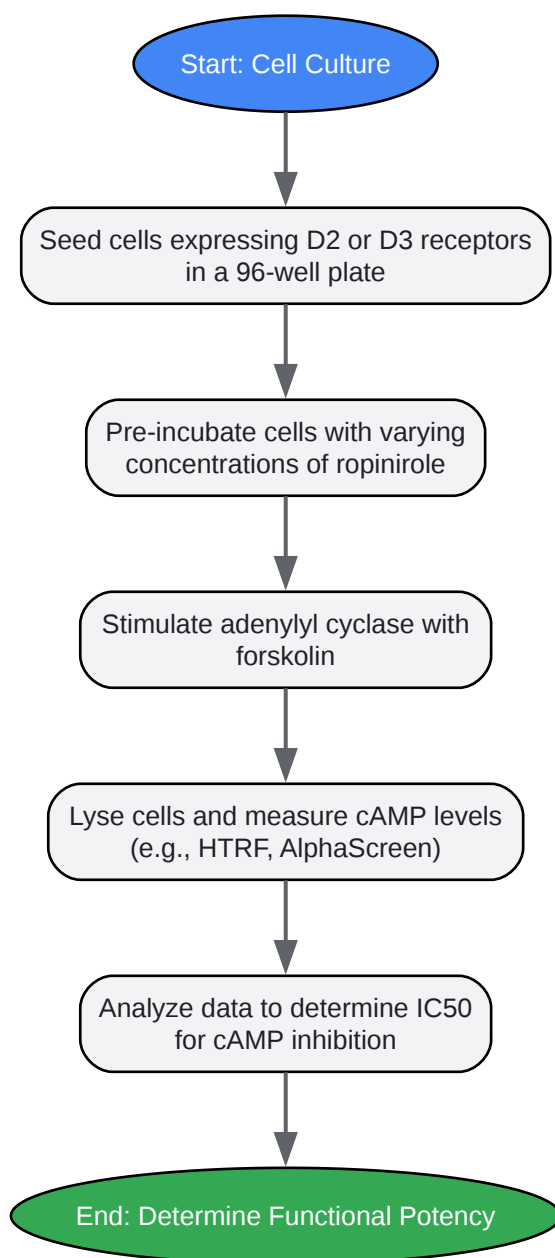 Start: Cell Culture
Seed cells expressing D2 or D3 receptors
in a 96-well plate
Pre-incubate cells with varying
concentrations of ropinirole
Stimulate adenylyl cyclase with
forskolin
Lyse cells and measure cAMP levels
(e.g., HTRF, AlphaScreen)
Analyze data to determine IC50
for cAMP inhibition
End: Determine Functional Potency